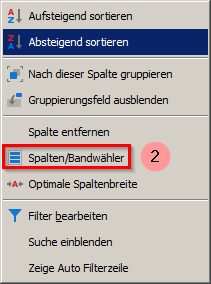 Aufsteigend sortieren
Absteigend sortieren
Nach dieser Spalte gruppieren
Gruppierungsfeld ausblenden
Spalte entfernen
Spalten/Bandwähler
2
Optimale Spaltenbreite
Filter bearbeiten
Suche einblenden
Zeige Auto Filterzeile